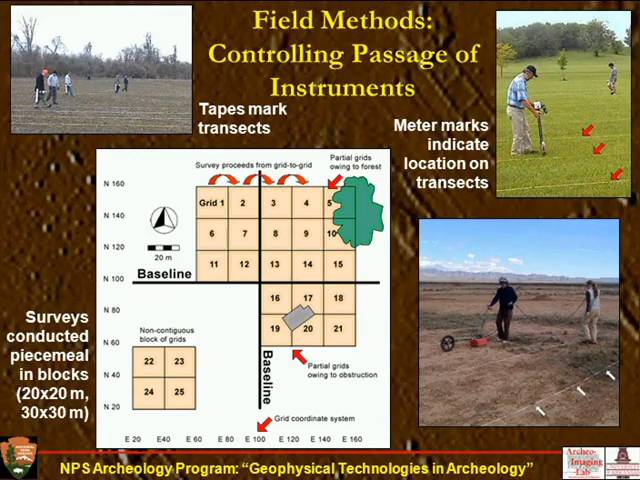 Field Methods:
Controlling Passage of
Instruments
Tapes mark
transects
Meter marks
indicate
location on
transects
Survey proceeds from grid-to-grid
Partial grids
owing to forest
N 160
N 140
N 120
N 100
N 80
N 60
N 40
N 20
Grid 1 2 3 4 5
6 7 8 9 10
11 12 13 14 15
20 m
Baseline
16 17 18
19 20 21
Non-contiguous
block of grids
22 23
24 25
Baseline
Partial grids
owing to obstruction
Grid coordinate system
E 20 E 40 E 60 E 80 E 100 E 120 E 140 E 160
Surveys
conducted
piecemeal
in blocks
(20x20 m,
30x30 m)
NPS Archeology Program: “Geophysical Technologies in Archeology”
Archeo-
Imaging
Lab